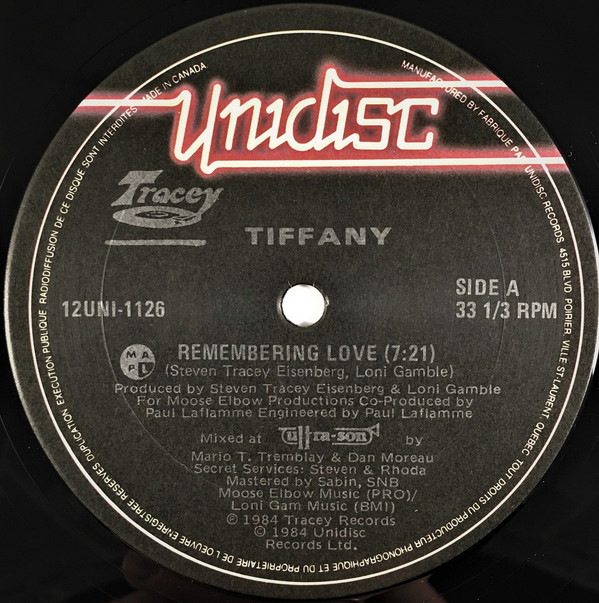 MADE IN CANADA
MANUFACTURED BY FABRIQUE PAR UNIDISC RECORDS. 4515 BLVD. POIRIER, VILLE ST-LAURENT QUEBEC. TOUT DROITS DU PRODUCTEUR PHONOGRAPHIQUE ET DU PROPRIETAIRE DE L'OEUVRE ENREGISTREE RESERVES DUPLICATION EXECUTION PUBLIQUE RADIODIFFUSION DE CE DISQUE SONT INTERDITES
Unidisc
Tracey
TIFFANY
12UNI-1126
SIDE A
33 1/3 RPM
MAPL
REMEMBERING LOVE (7:21)
(Steven Tracey Eisenberg, Loni Gamble)
Produced by Steven Tracey Eisenberg & Loni Gamble
For Moose Elbow Productions Co-Produced by
Paul Laflamme Engineered by Paul Laflamme
Mixed at ultra-son by
Mario T. Tremblay & Dan Moreau
Secret Services: Steven & Rhoda
Mastered by Sabin, SNB
Moose Elbow Music (PRO)/
Loni Gam Music (BMI)
℗ 1984 Tracey Records
© 1984 Unidisc
Records Ltd.